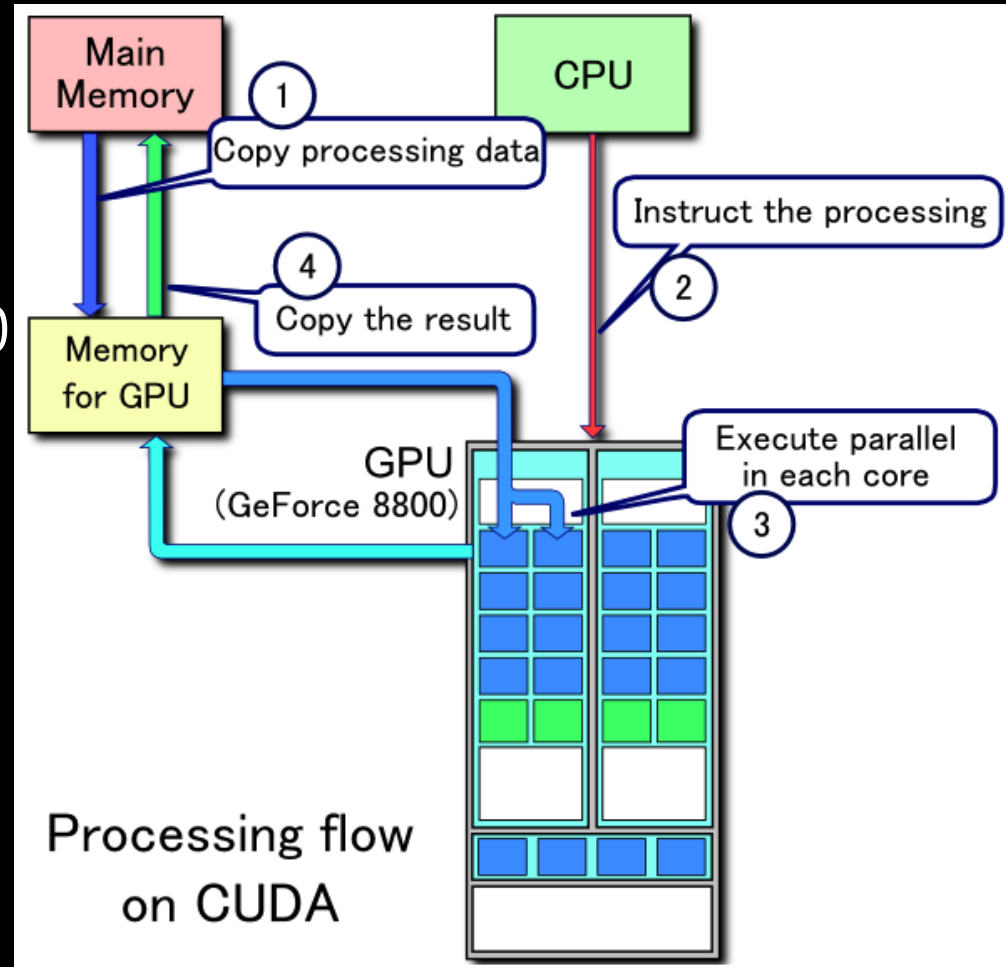 Main
Memory
CPU
1
Copy processing data
Instruct the processing
2
4
Copy the result
)
Memory
for GPU
GPU
(GeForce 8800)
Execute parallel
in each core
3
Processing flow
on CUDA